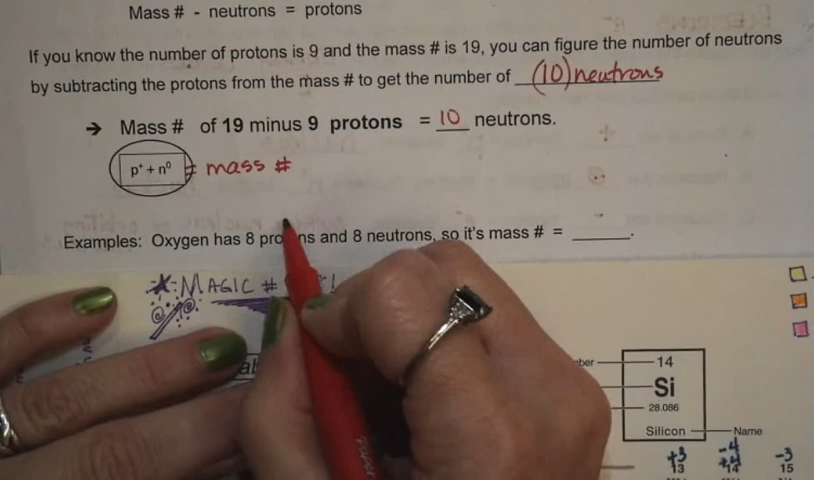 Mass # - neutrons = protons
If you know the number of protons is 9 and the mass # is 19, you can figure the number of neutrons
by subtracting the protons from the mass # to get the number of (10) neutrons
→ Mass # of 19 minus 9 protons = 10 neutrons.
p⁺ + n⁰ = mass #
Examples: Oxygen has 8 protons and 8 neutrons, so it's mass # = ______.
MAGIC #
14
Si
28.086
Silicon Name
+3 -4 -3
13 +4 14 15